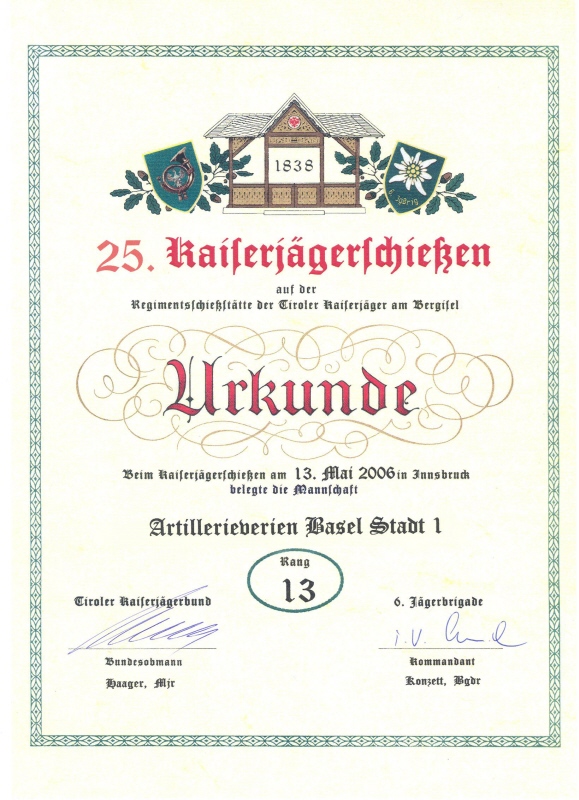 1838
25. Kaiserjägerschießen
auf der
Regimentsschießstätte der Tiroler Kaiserjäger am Bergisel
Urkunde
Beim Kaiserjägerschießen am 13. Mai 2006 in Innsbruck
belegte die Mannschaft
Artillerieverien Basel Stadt 1
Rang
13
Tiroler Kaiserjägerbund
6. Jägerbrigade
i.V.
Bundesobmann
Kommandant
Haager, Mjr
Konzett, Bgdr